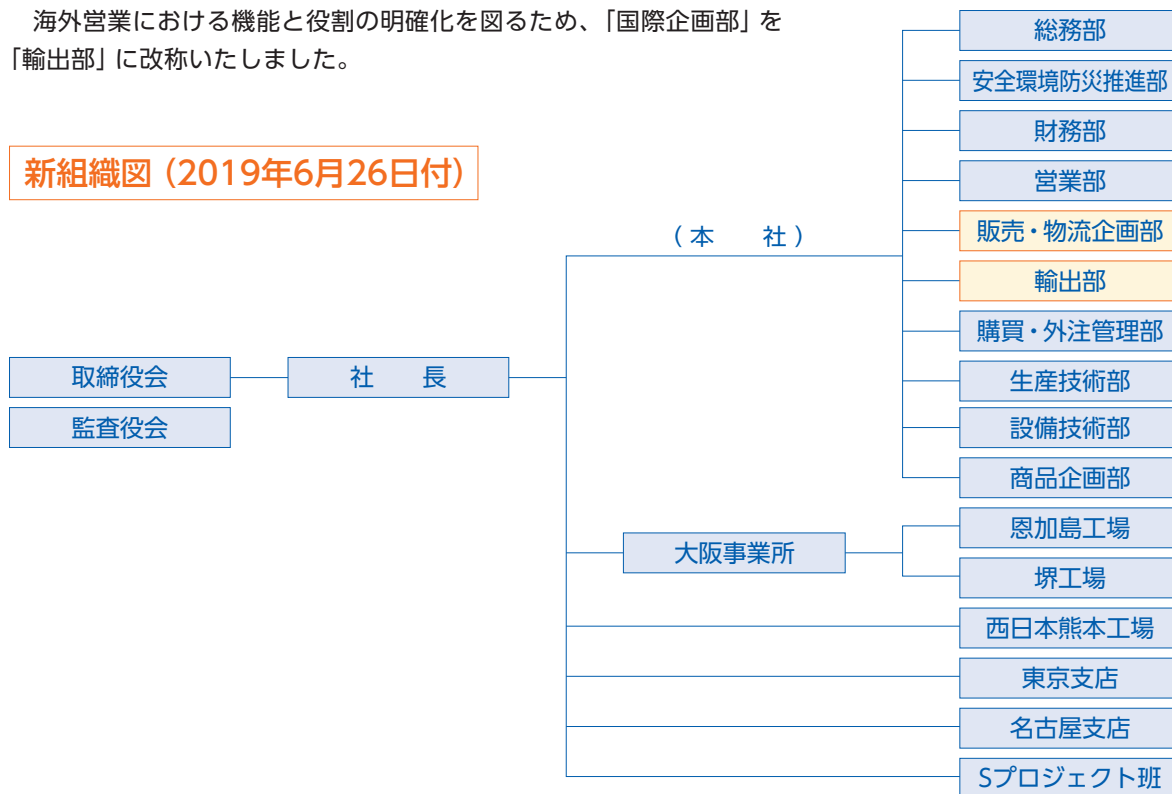 海外営業における機能と役割の明確化を図るため、「国際企画部」を
「輸出部」に改称いたしました。
新組織図（2019年6月26日付）
取締役会
監査役会
社　長
（本　社）
総務部
安全環境防災推進部
財務部
営業部
販売・物流企画部
輸出部
購買・外注管理部
生産技術部
設備技術部
商品企画部
大阪事業所
恩加島工場
堺工場
西日本熊本工場
東京支店
名古屋支店
Sプロジェクト班